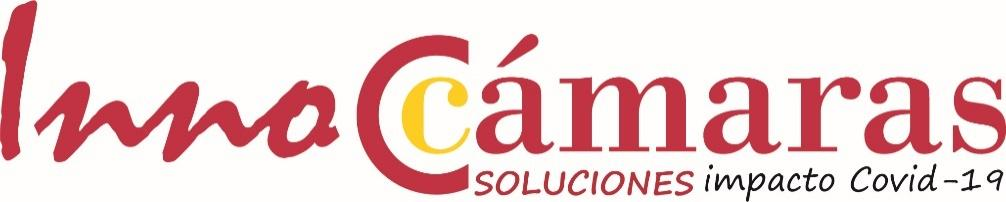 InnoCámaras
SOLUCIONES impacto Covid-19